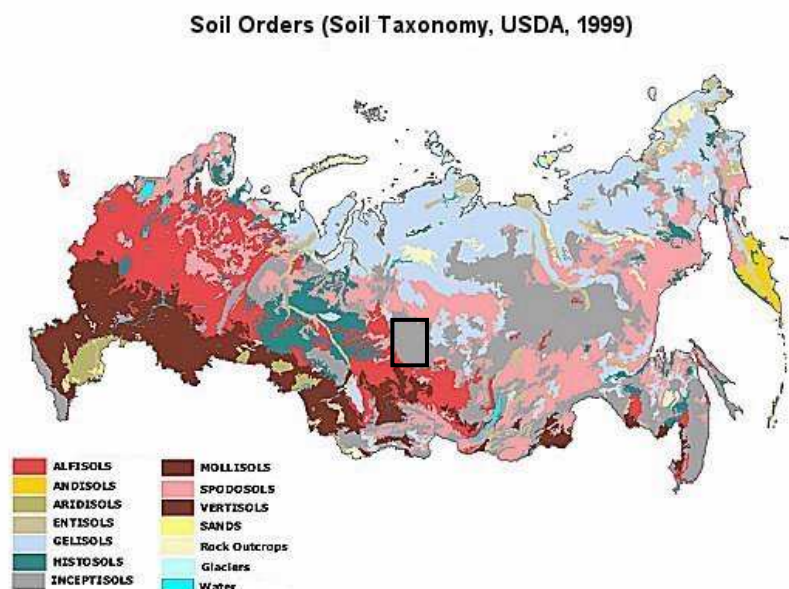 Soil Orders (Soil Taxonomy, USDA, 1999)
ALFISOLS
ANDISOLS
ARIDISOLS
ENTISOLS
GELISOLS
HISTOSOLS
INCEPTISOLS
MOLLISOLS
SPODOSOLS
VERTISOLS
SANDS
Rock Outcrops
Glaciers
Water